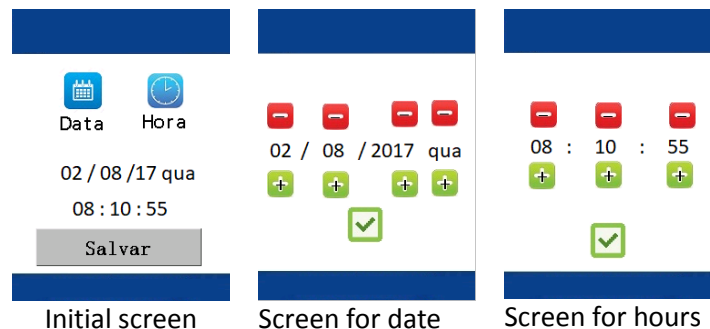 Data Hora
02 / 08 /17 qua
08 : 10 : 55
Salvar
Initial screen
02 / 08 / 2017 qua
Screen for date
08 : 10 : 55
Screen for hours